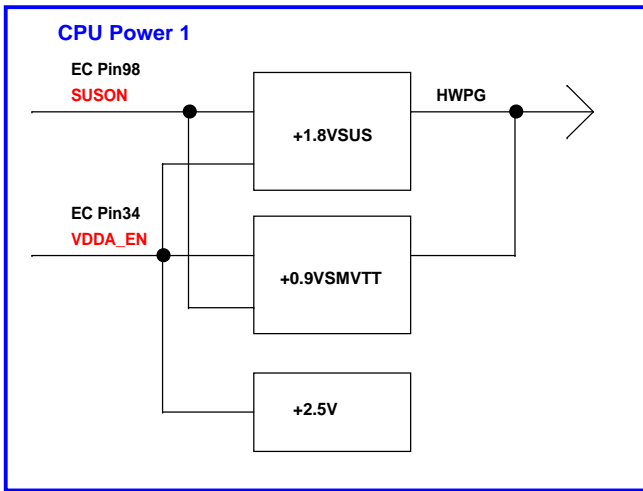 CPU Power 1
EC Pin98
SUSON
HWPG
+1.8VSUS
EC Pin34
VDDA_EN
+0.9VSMVTT
+2.5V